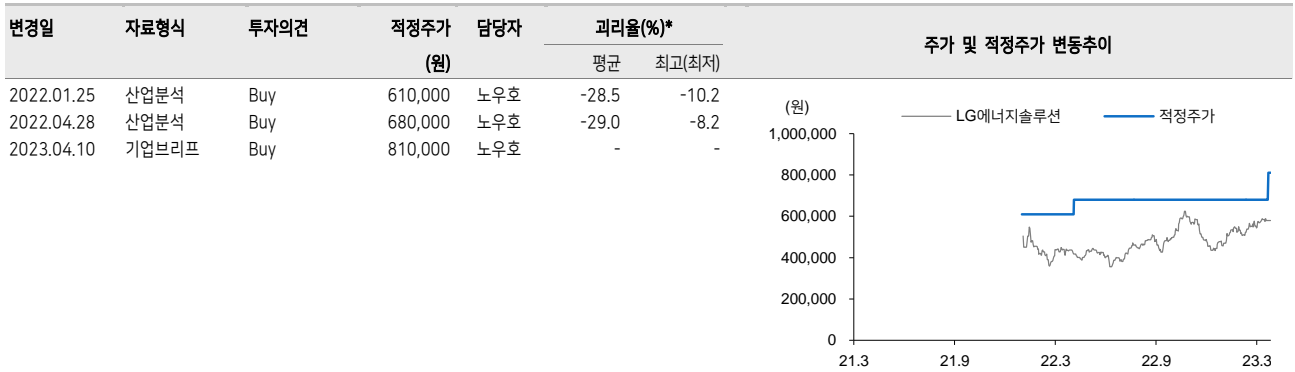 변경일 자료형식 투자의견 적정주가 담당자 괴리율(%)* 주가 및 적정주가 변동추이
(원) 평균 최고(최저)
2022.01.25 산업분석 Buy 610,000 노우호 -28.5 -10.2
2022.04.28 산업분석 Buy 680,000 노우호 -29.0 -8.2
2023.04.10 기업브리프 Buy 810,000 노우호 - -
(원) LG에너지솔루션 적정주가
1,000,000
800,000
600,000
400,000
200,000
0
21.3 21.9 22.3 22.9 23.3